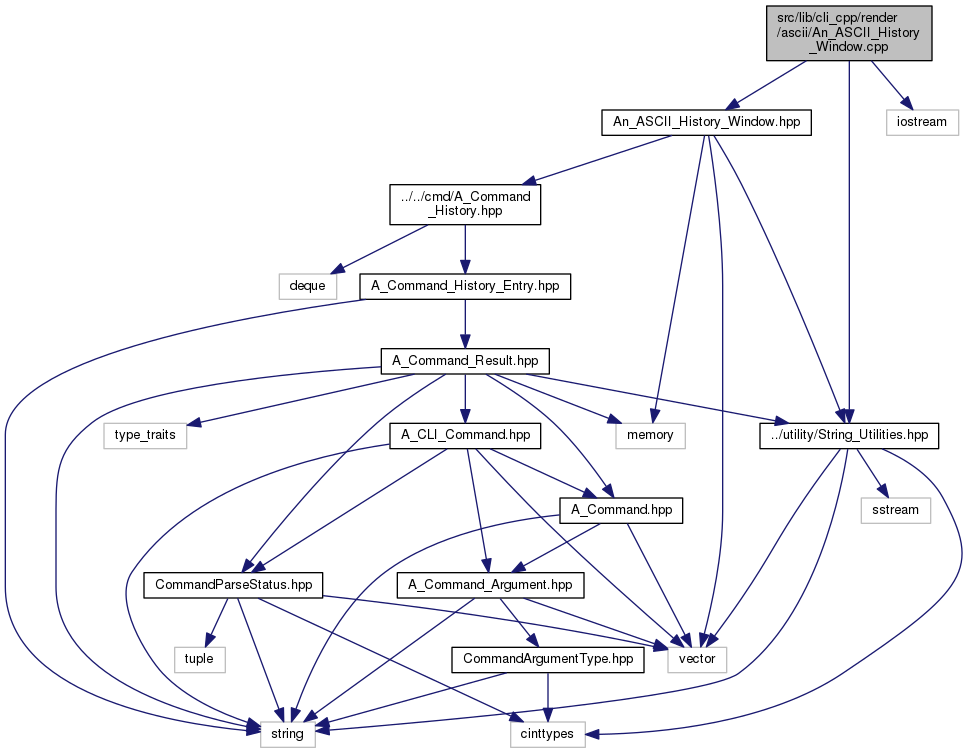 src/lib/cli_cpp/render
/ascii/An_ASCII_History
_Window.cpp
An_ASCII_History_Window.hpp
iostream
../../cmd/A_Command
_History.hpp
deque
A_Command_History_Entry.hpp
A_Command_Result.hpp
type_traits
A_CLI_Command.hpp
memory
../utility/String_Utilities.hpp
A_Command.hpp
sstream
CommandParseStatus.hpp
A_Command_Argument.hpp
tuple
CommandArgumentType.hpp
vector
string
cinttypes